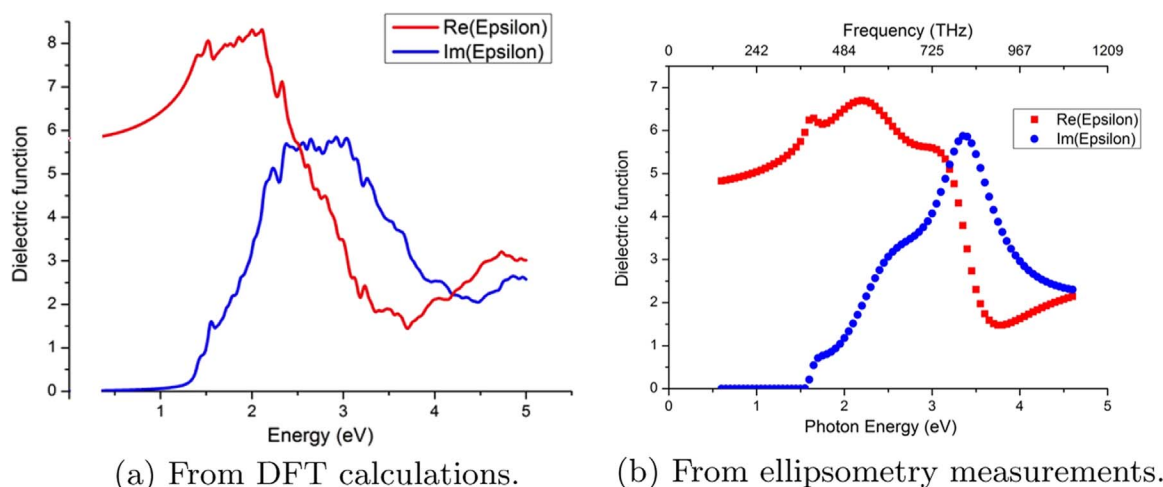 Re(Epsilon)
Im(Epsilon)
8
7
6
5
4
3
2
1
0
Dielectric function
1 2 3 4 5
Energy (eV)
(a) From DFT calculations.
Frequency (THz)
0 242 484 725 967 1209
7
6
5
4
3
2
1
0
Re(Epsilon)
Im(Epsilon)
Dielectric function
0 1 2 3 4 5
Photon Energy (eV)
(b) From ellipsometry measurements.